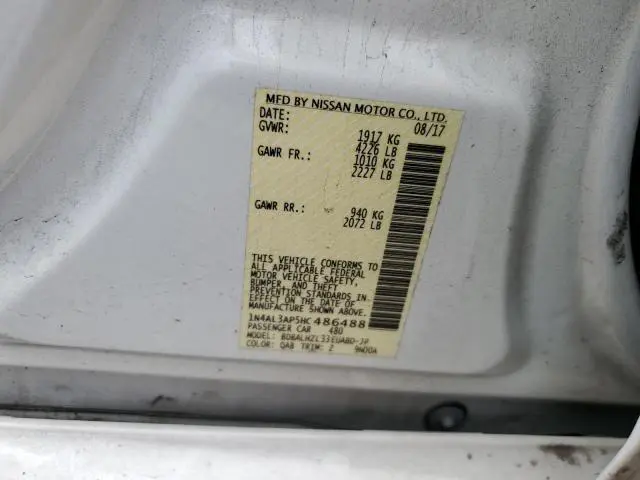 MFD BY NISSAN MOTOR CO., LTD.
DATE: 08/17
GVWR: 1917 KG
4226 LB
GAWR FR.: 1010 KG
2227 LB
GAWR RR.: 940 KG
2072 LB
THIS VEHICLE CONFORMS TO
ALL APPLICABLE FEDERAL
MOTOR VEHICLE SAFETY,
BUMPER, AND THEFT
PREVENTION STANDARDS IN
EFFECT ON THE DATE OF
MANUFACTURE SHOWN ABOVE.
1N4AL3AP5HC486488
PASSENGER CAR 480
MODEL:
COLOR: QAB TRIM: Z